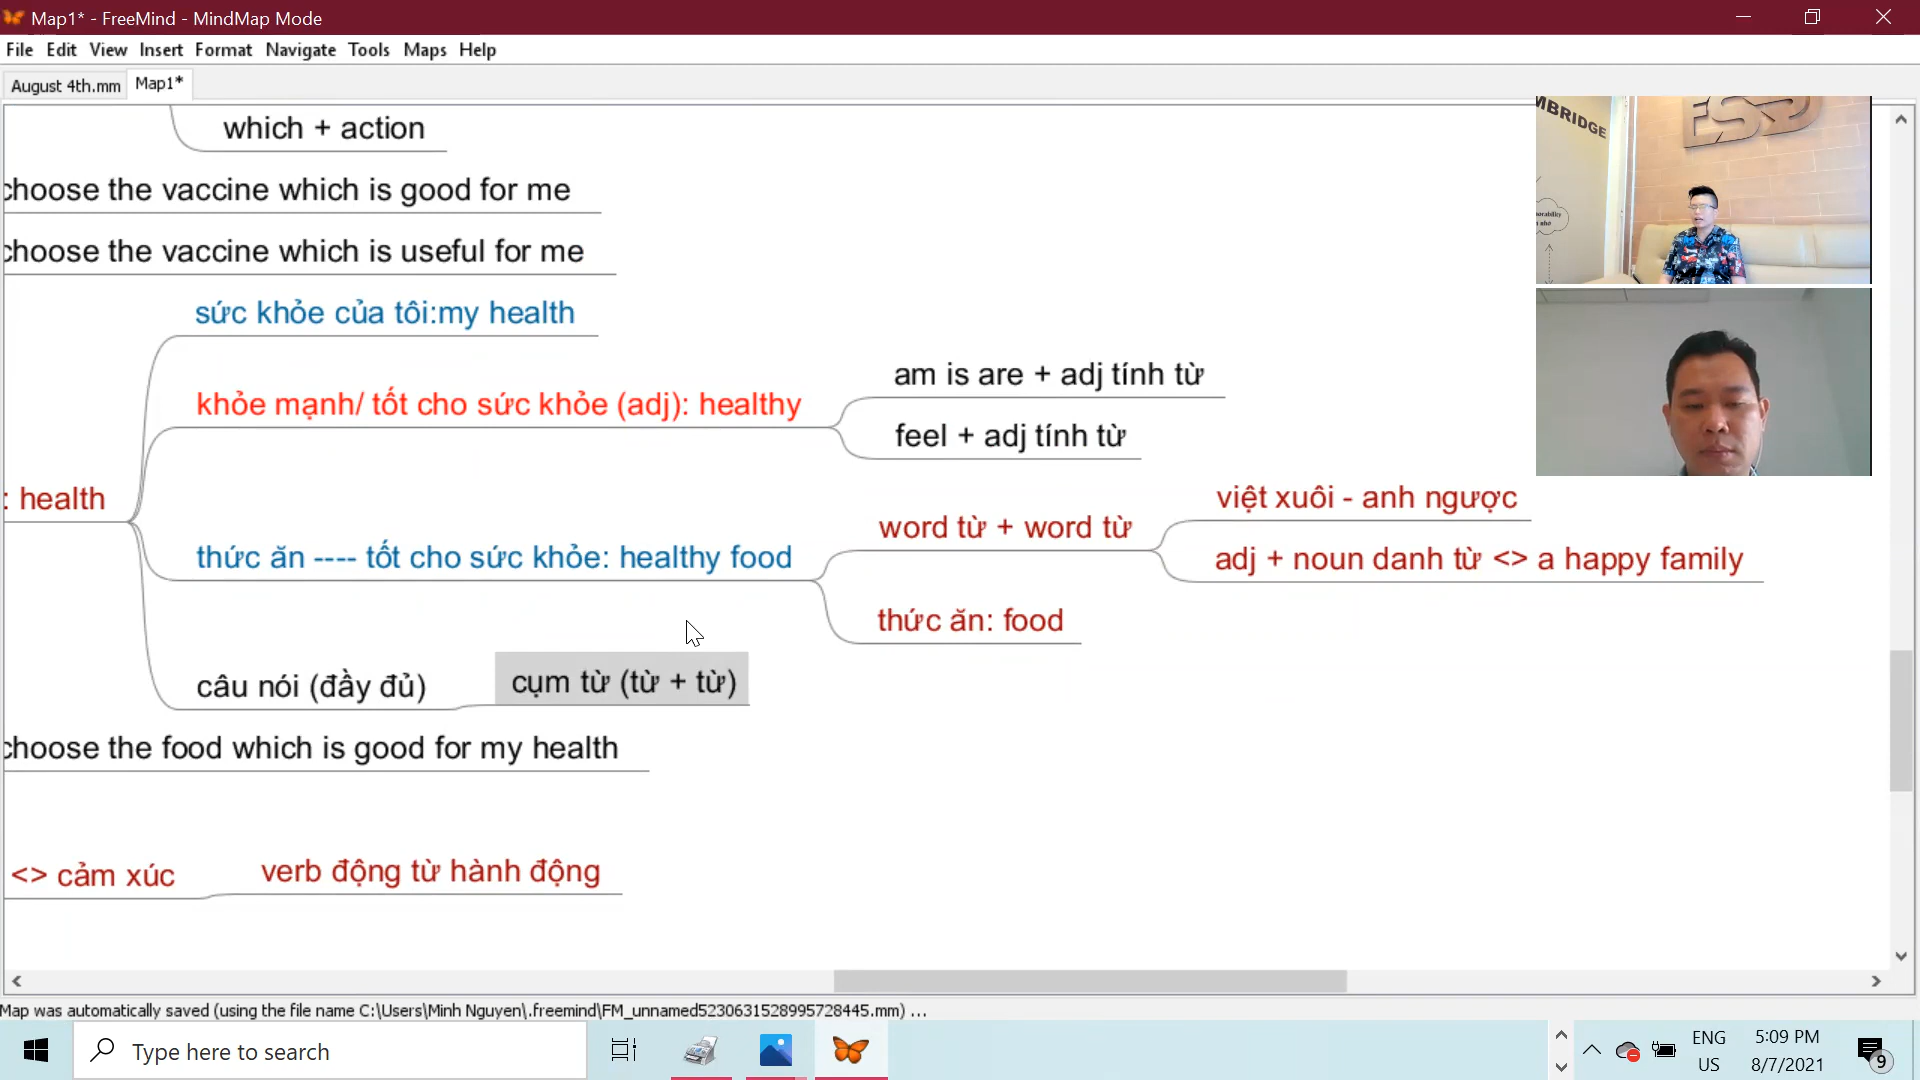 Map1* - FreeMind - MindMap Mode
File Edit View Insert Format Navigate Tools Maps Help
August 4th.mm Map1*
which + action
choose the vaccine which is good for me
choose the vaccine which is useful for me
sức khỏe của tôi:my health
khỏe mạnh/ tốt cho sức khỏe (adj): healthy
am is are + adj tính từ
feel + adj tính từ
: health
thức ăn ---- tốt cho sức khỏe: healthy food
word từ + word từ
việt xuôi - anh ngược
adj + noun danh từ <> a happy family
thức ăn: food
câu nói (đầy đủ)
cụm từ (từ + từ)
choose the food which is good for my health
<> cảm xúc
verb động từ hành động
MBRIDGE
ESD
Map was automatically saved (using the file name C:\Users\Minh Nguyen\.freemind\FM_unnamed5230631528995728445.mm) ...
Type here to search
ENG
US
5:09 PM
8/7/2021
9